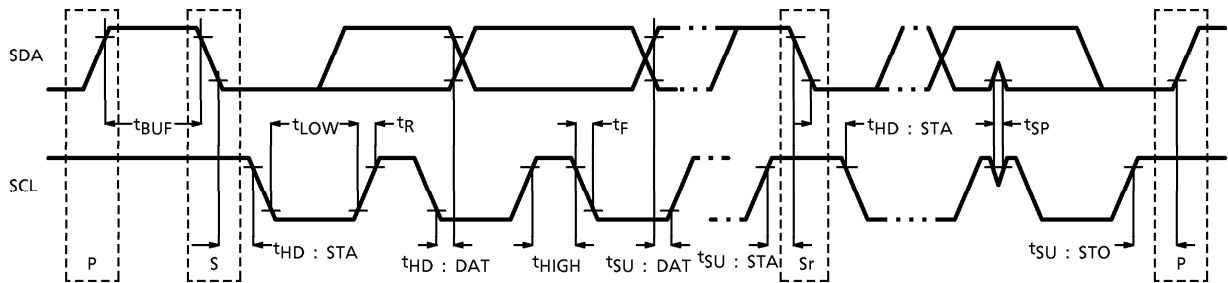 SDA
tBUF
tLOW
tR
tF
tHD : STA
tSP
SCL
P
S
tHD : STA
tHD : DAT
tHIGH
tSU : DAT
tSU : STA
Sr
tSU : STO
P